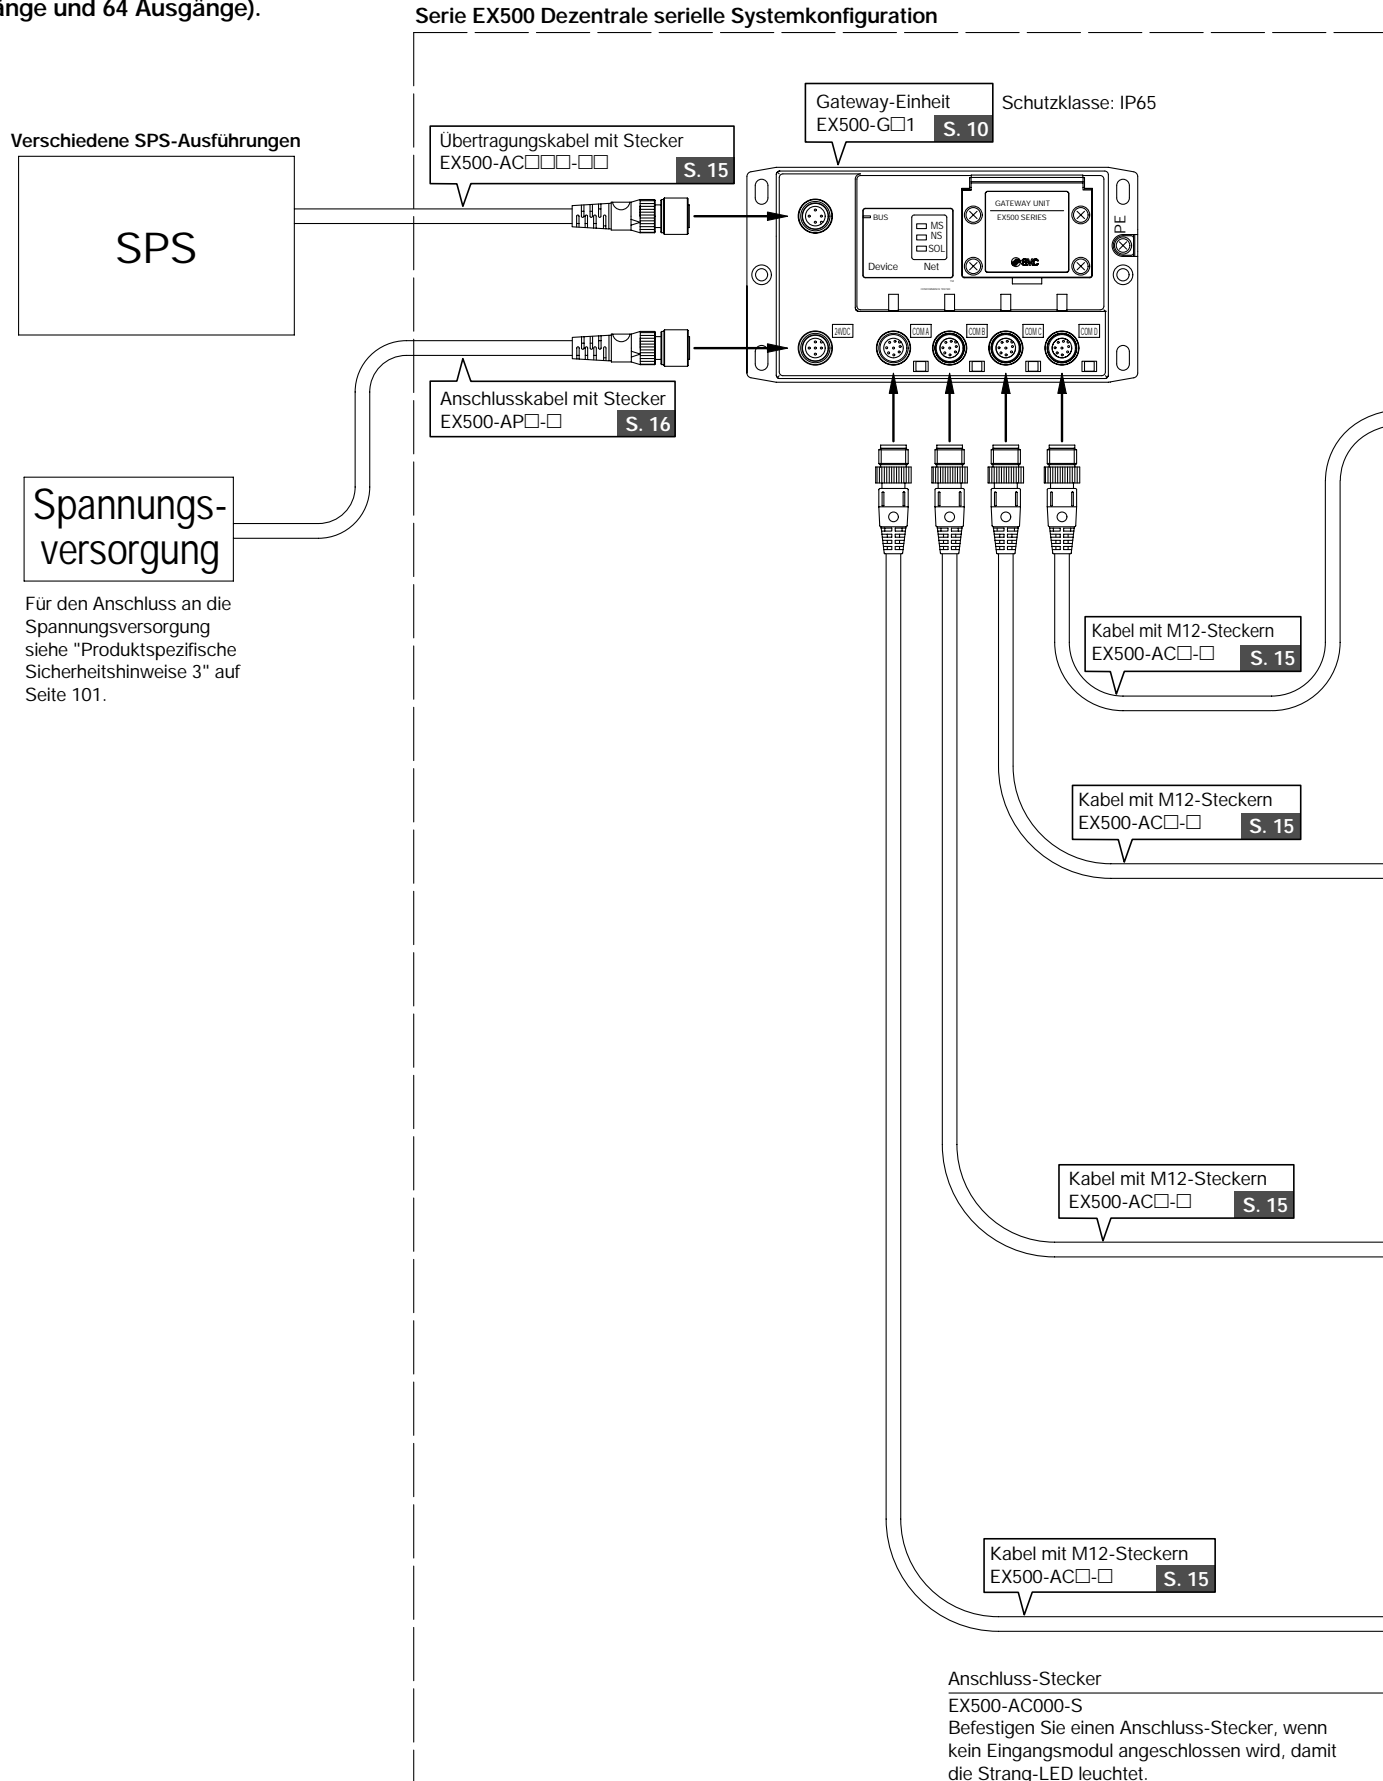 änge und 64 Ausgänge).
Serie EX500 Dezentrale serielle Systemkonfiguration
Gateway-Einheit
EX500-G□1 S. 10
Schutzklasse: IP65
Verschiedene SPS-Ausführungen
SPS
Übertragungskabel mit Stecker
EX500-AC□□□-□□ S. 15
BUS
MS
NS
SOL
Device Net
GATEWAY UNIT
EX500 SERIES
SMC
PE
24VDC
COM A
COM B
COM C
COM D
Anschlusskabel mit Stecker
EX500-AP□-□ S. 16
Spannungs-
versorgung
Für den Anschluss an die
Spannungsversorgung
siehe "Produktspezifische
Sicherheitshinweise 3" auf
Seite 101.
Kabel mit M12-Steckern
EX500-AC□-□ S. 15
Kabel mit M12-Steckern
EX500-AC□-□ S. 15
Kabel mit M12-Steckern
EX500-AC□-□ S. 15
Kabel mit M12-Steckern
EX500-AC□-□ S. 15
Anschluss-Stecker
EX500-AC000-S
Befestigen Sie einen Anschluss-Stecker, wenn
kein Eingangsmodul angeschlossen wird, damit
die Strang-LED leuchtet.